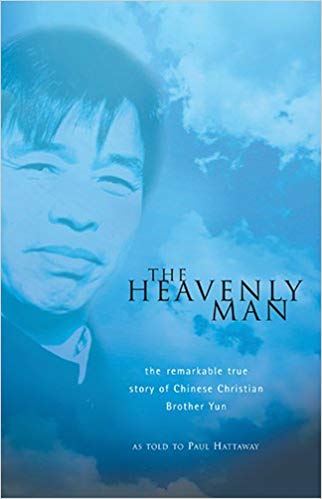 THE
HEAVENLY
MAN
the remarkable true
story of Chinese Christian
Brother Yun
AS TOLD TO PAUL HATTAWAY